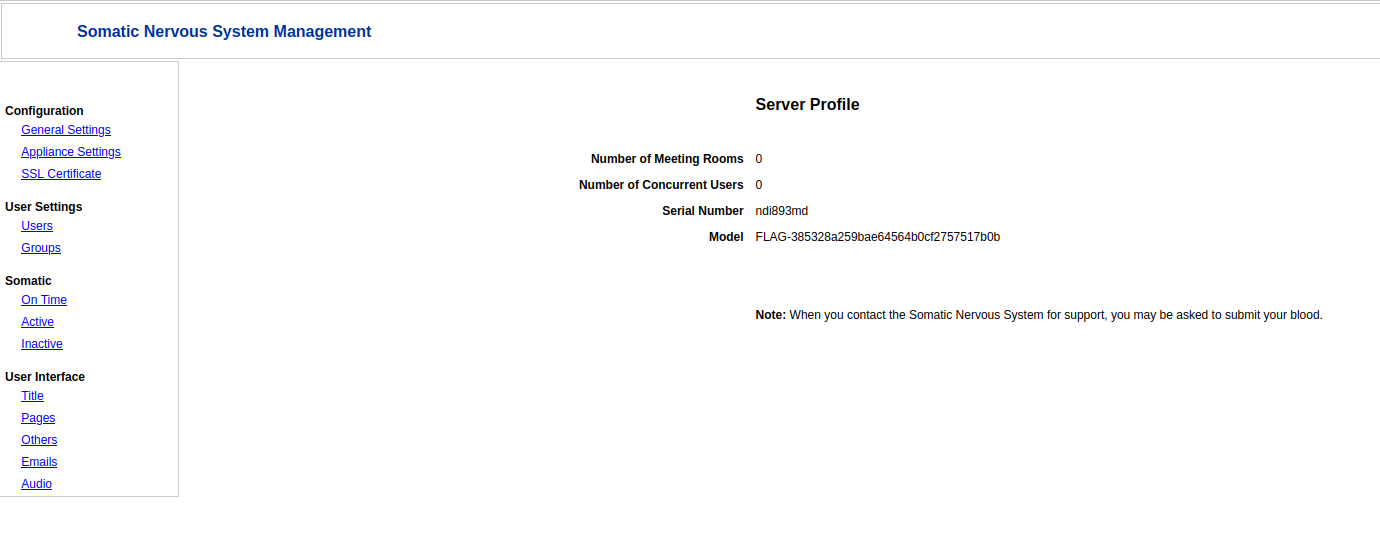 Somatic Nervous System Management
Configuration
General Settings
Appliance Settings
SSL Certificate
User Settings
Users
Groups
Somatic
On Time
Active
Inactive
User Interface
Title
Pages
Others
Emails
Audio
Server Profile
Number of Meeting Rooms 0
Number of Concurrent Users 0
Serial Number ndi893md
Model FLAG-385328a259bae64564b0cf2757517b0b
Note: When you contact the Somatic Nervous System for support, you may be asked to submit your blood.